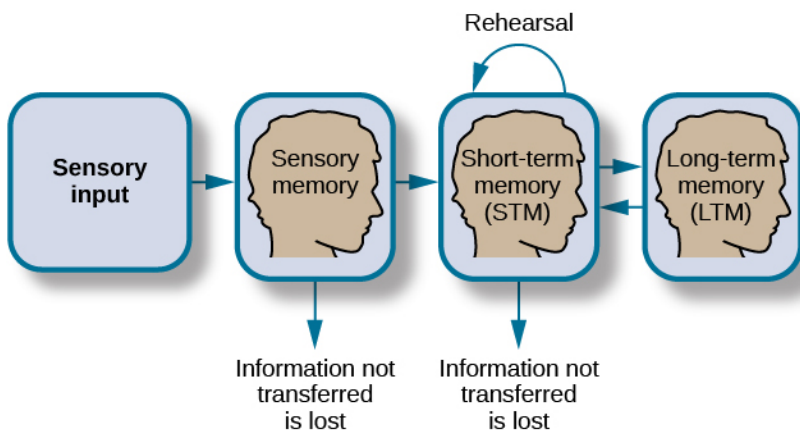 Rehearsal
Sensory
input
Sensory
memory
Short-term
memory
(STM)
Long-term
memory
(LTM)
Information not
transferred
is lost
Information not
transferred
is lost